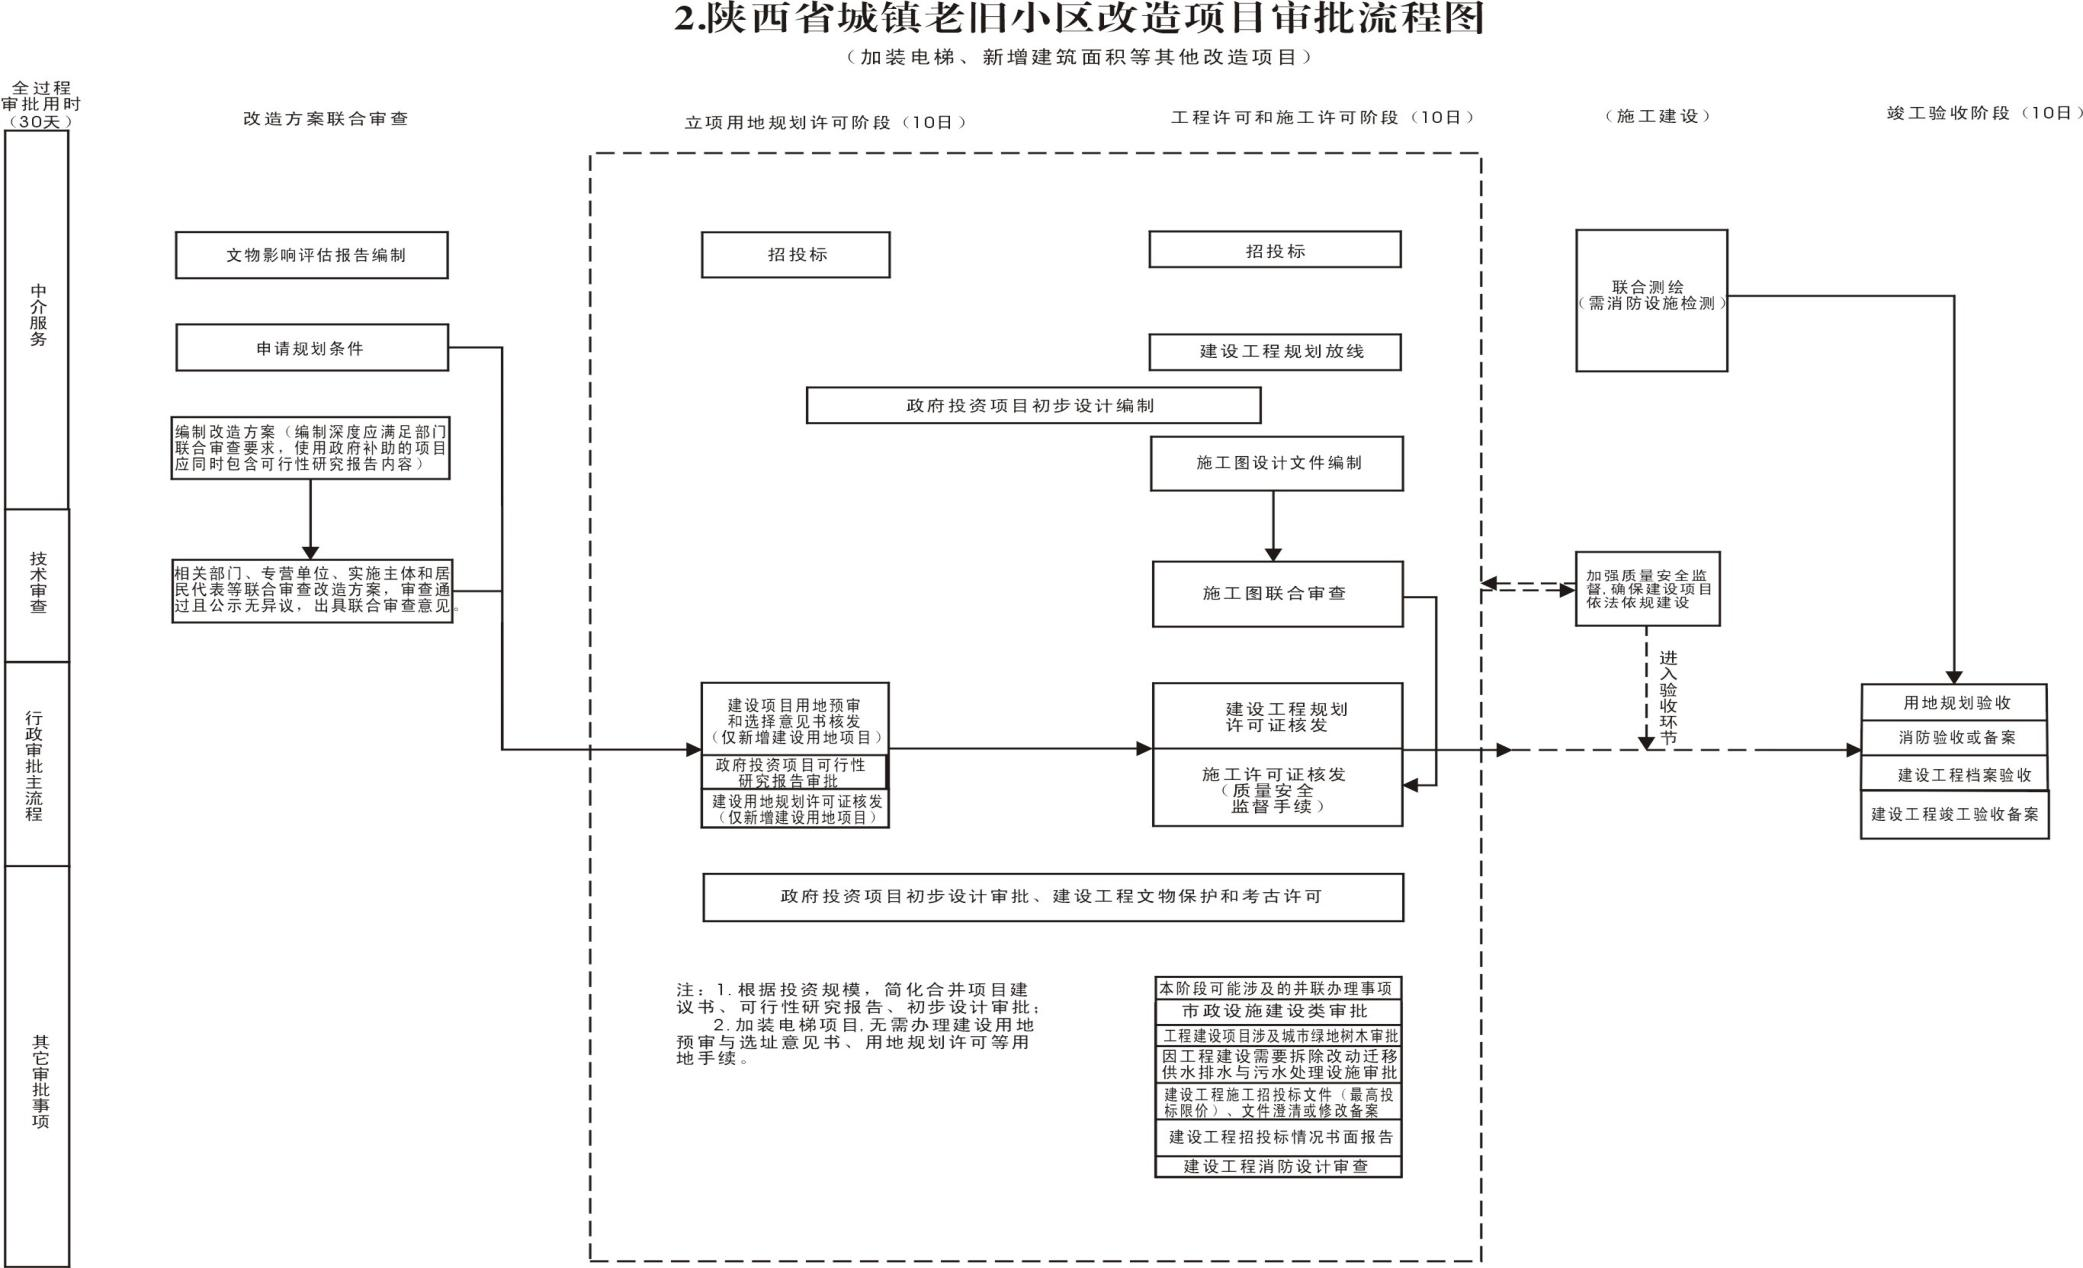 2.陕西省城镇老旧小区改造项目审批流程图
（加装电梯、新增建筑面积等其他改造项目）
全过程
审批用时
（30天）
改造方案联合审查
立项用地规划许可阶段（10日）
工程许可和施工许可阶段（10日）
（施工建设）
竣工验收阶段（10日）
中介服务
技术审查
行政审批主流程
其它审批事项
文物影响评估报告编制
申请规划条件
编制改造方案（编制深度应满足部门
联合审查要求，使用政府补助的项目
应同时包含可行性研究报告内容）
相关部门、专营单位、实施主体和居
民代表等联合审查改造方案，审查通
过且公示无异议，出具联合审查意见。
招投标
招投标
建设工程规划放线
政府投资项目初步设计编制
施工图设计文件编制
施工图联合审查
建设项目用地预审
和选择意见书核发
（仅新增建设用地项目）
政府投资项目可行性
研究报告审批
建设用地规划许可证核发
（仅新增建设用地项目）
建设工程规划
许可证核发
施工许可证核发
（质量安全
监督手续）
政府投资项目初步设计审批、建设工程文物保护和考古许可
注：1.根据投资规模，简化合并项目建
议书、可行性研究报告、初步设计审批；
2.加装电梯项目,无需办理建设用地
预审与选址意见书、用地规划许可等用
地手续。
本阶段可能涉及的并联办理事项
市政设施建设类审批
工程建设项目涉及城市绿地树木审批
因工程建设需要拆除改动迁移
供水排水与污水处理设施审批
建设工程施工招投标文件（最高投
标限价）、文件澄清或修改备案
建设工程招投标情况书面报告
建设工程消防设计审查
联合测绘
（需消防设施检测）
加强质量安全监
督,确保建设项目
依法依规建设
进入验收环节
用地规划验收
消防验收或备案
建设工程档案验收
建设工程竣工验收备案